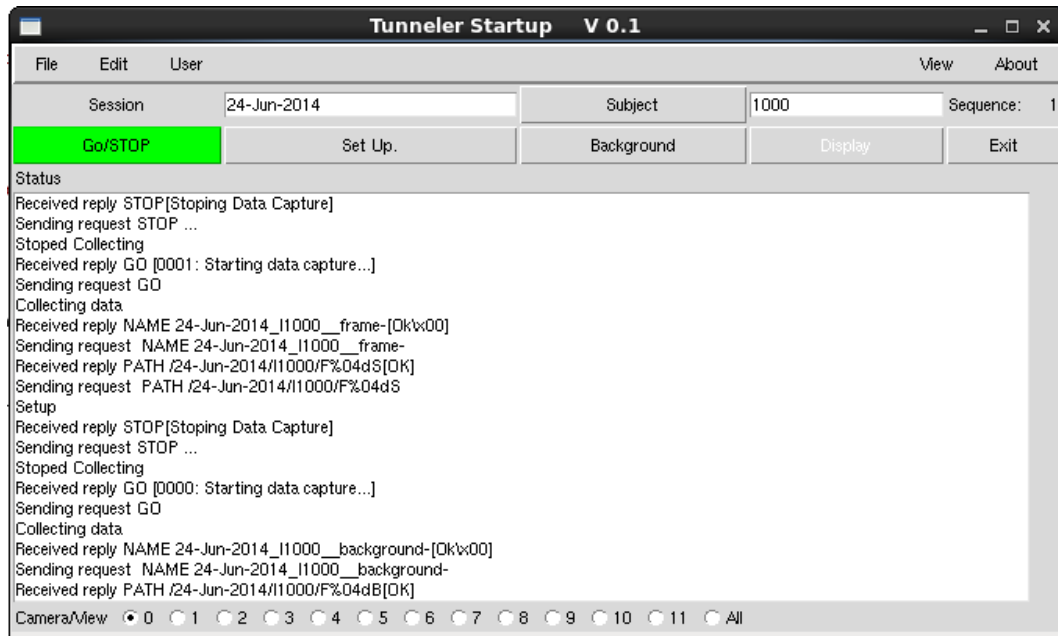 Tunneler Startup V 0.1
File Edit User View About
Session 24-Jun-2014 Subject 1000 Sequence: 1
Go/STOP Set Up. Background Display Exit
Status
Received reply STOP[Stoping Data Capture]
Sending request STOP ...
Stoped Collecting
Received reply GO [0001: Starting data capture...]
Sending request GO
Collecting data
Received reply NAME 24-Jun-2014_I1000__frame-[Ok\x00]
Sending request  NAME 24-Jun-2014_I1000__frame-
Received reply PATH /24-Jun-2014/I1000/F%04dS[OK]
Sending request  PATH /24-Jun-2014/I1000/F%04dS
Setup
Received reply STOP[Stoping Data Capture]
Sending request STOP ...
Stoped Collecting
Received reply GO [0000: Starting data capture...]
Sending request GO
Collecting data
Received reply NAME 24-Jun-2014_I1000__background-[Ok\x00]
Sending request  NAME 24-Jun-2014_I1000__background-
Received reply PATH /24-Jun-2014/I1000/F%04dB[OK]
Camera/View 0 1 2 3 4 5 6 7 8 9 10 11 All